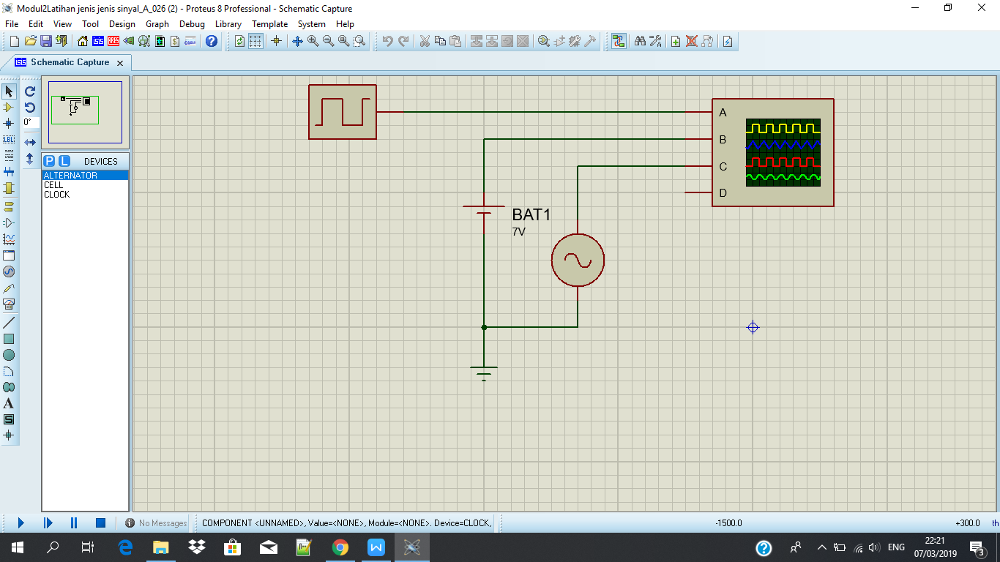 Modul2Latihan jenis jenis sinyal_A_026 (2) - Proteus 8 Professional - Schematic Capture
File Edit View Tool Design Graph Debug Library Template System Help
Schematic Capture
0°
LBL
P L DEVICES
ALTERNATOR
CELL
CLOCK
A
B
C
D
BAT1
7V
A
S
No Messages COMPONENT <UNNAMED>, Value=<NONE>, Module=<NONE>. Device=CLOCK, -1500.0 +300.0 th
ENG 22:21
07/03/2019
3